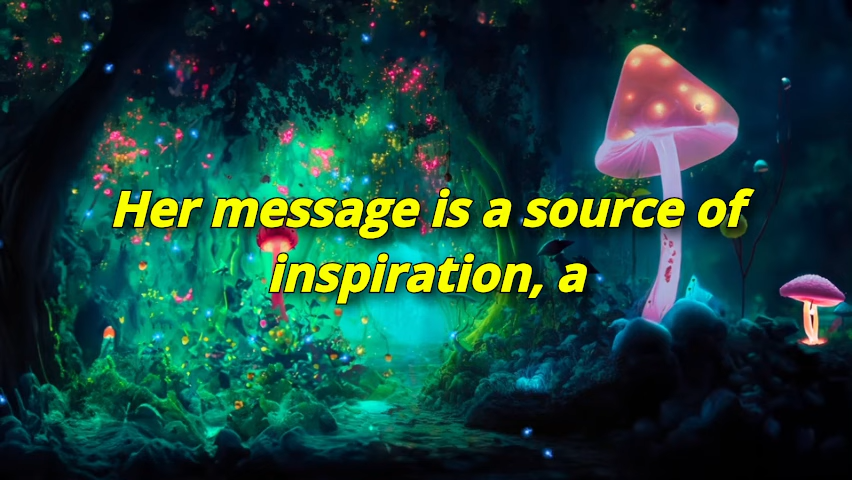 Her message is a source of
inspiration, a